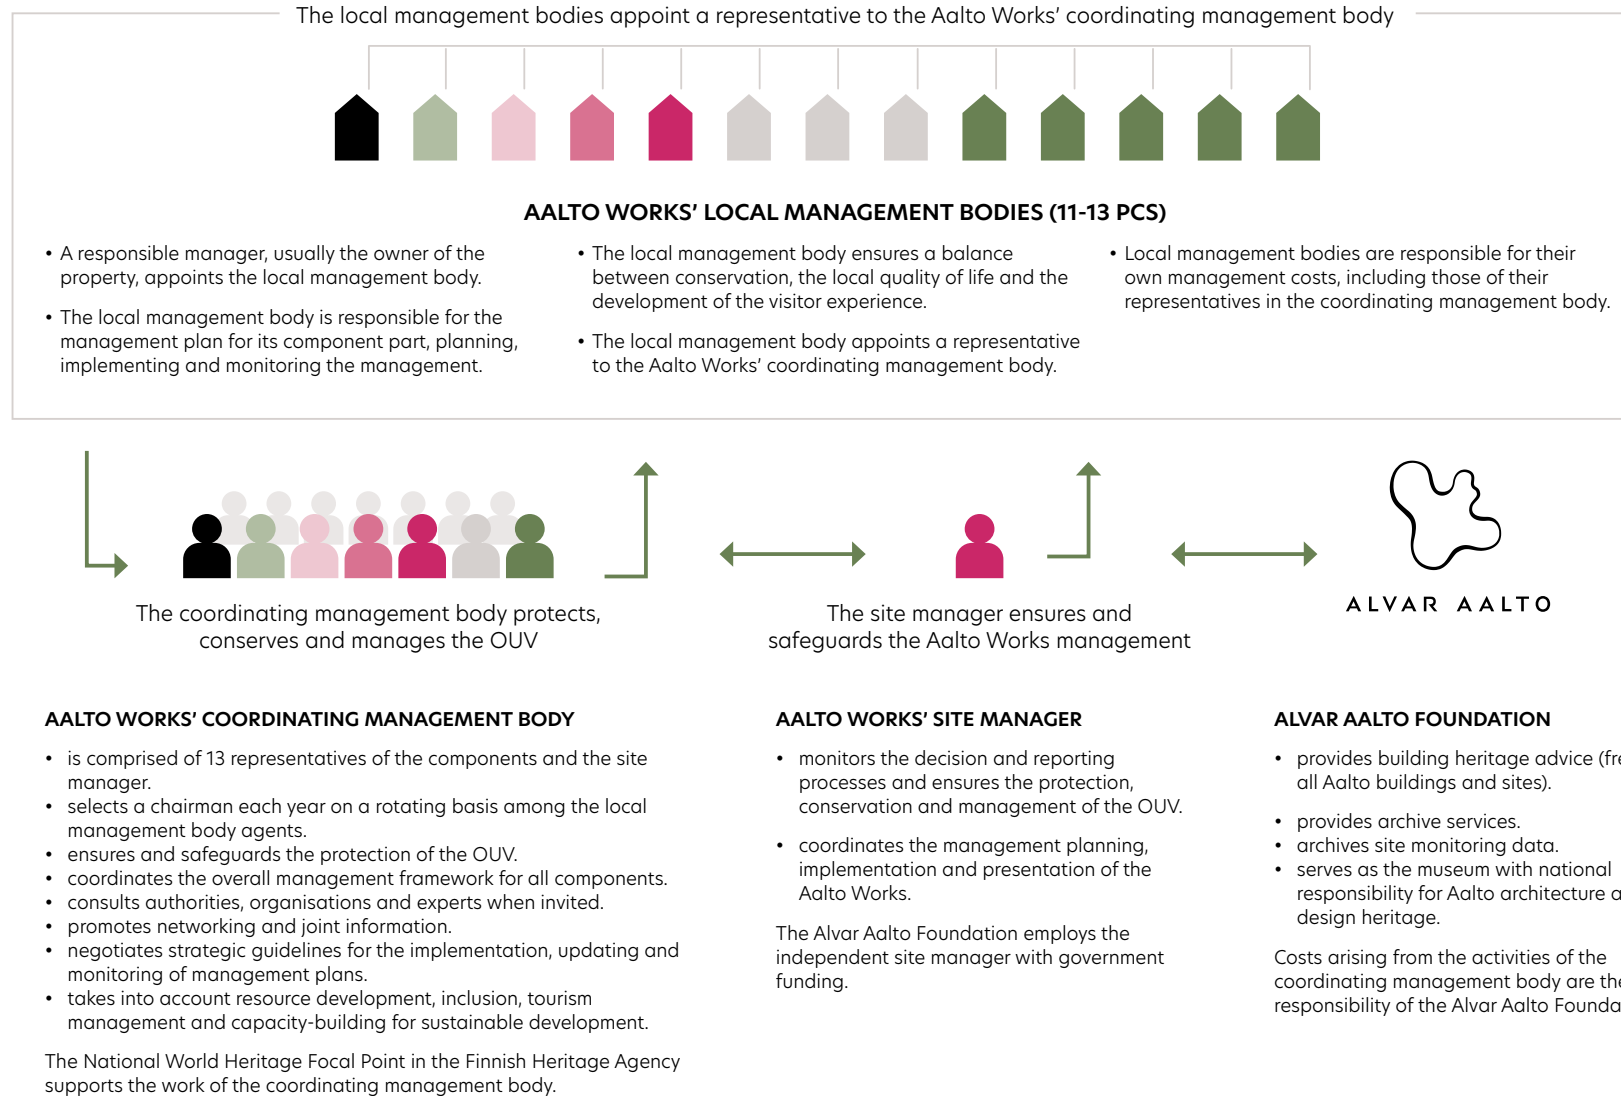 The local management bodies appoint a representative to the Aalto Works’ coordinating management body
AALTO WORKS’ LOCAL MANAGEMENT BODIES (11-13 PCS)
• A responsible manager, usually the owner of the
property, appoints the local management body.
• The local management body is responsible for the
management plan for its component part, planning,
implementing and monitoring the management.
• The local management body ensures a balance
between conservation, the local quality of life and the
development of the visitor experience.
• The local management body appoints a representative
to the Aalto Works’ coordinating management body.
• Local management bodies are responsible for their
own management costs, including those of their
representatives in the coordinating management body.
The coordinating management body protects,
conserves and manages the OUV
The site manager ensures and
safeguards the Aalto Works management
ALVAR AALTO
AALTO WORKS’ COORDINATING MANAGEMENT BODY
• is comprised of 13 representatives of the components and the site
manager.
• selects a chairman each year on a rotating basis among the local
management body agents.
• ensures and safeguards the protection of the OUV.
• coordinates the overall management framework for all components.
• consults authorities, organisations and experts when invited.
• promotes networking and joint information.
• negotiates strategic guidelines for the implementation, updating and
monitoring of management plans.
• takes into account resource development, inclusion, tourism
management and capacity-building for sustainable development.
The National World Heritage Focal Point in the Finnish Heritage Agency
supports the work of the coordinating management body.
AALTO WORKS’ SITE MANAGER
• monitors the decision and reporting
processes and ensures the protection,
conservation and management of the OUV.
• coordinates the management planning,
implementation and presentation of the
Aalto Works.
The Alvar Aalto Foundation employs the
independent site manager with government
funding.
ALVAR AALTO FOUNDATION
• provides building heritage advice
all Aalto buildings and sites).
• provides archive services.
• archives site monitoring data.
• serves as the museum with national
responsibility for Aalto architecture
design heritage.
Costs arising from the activities of the
coordinating management body are
responsibility of the Alvar Aalto